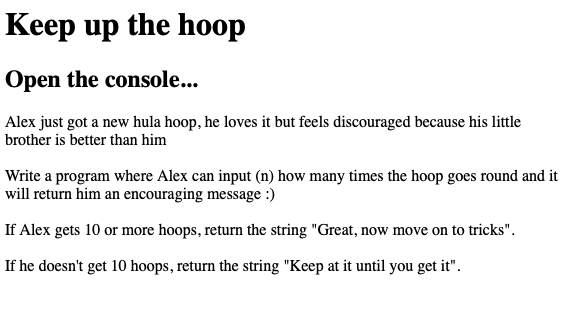 Keep up the hoop
Open the console...
Alex just got a new hula hoop, he loves it but feels discouraged because his little
brother is better than him
Write a program where Alex can input (n) how many times the hoop goes round and it
will return him an encouraging message :)
If Alex gets 10 or more hoops, return the string "Great, now move on to tricks".
If he doesn't get 10 hoops, return the string "Keep at it until you get it".